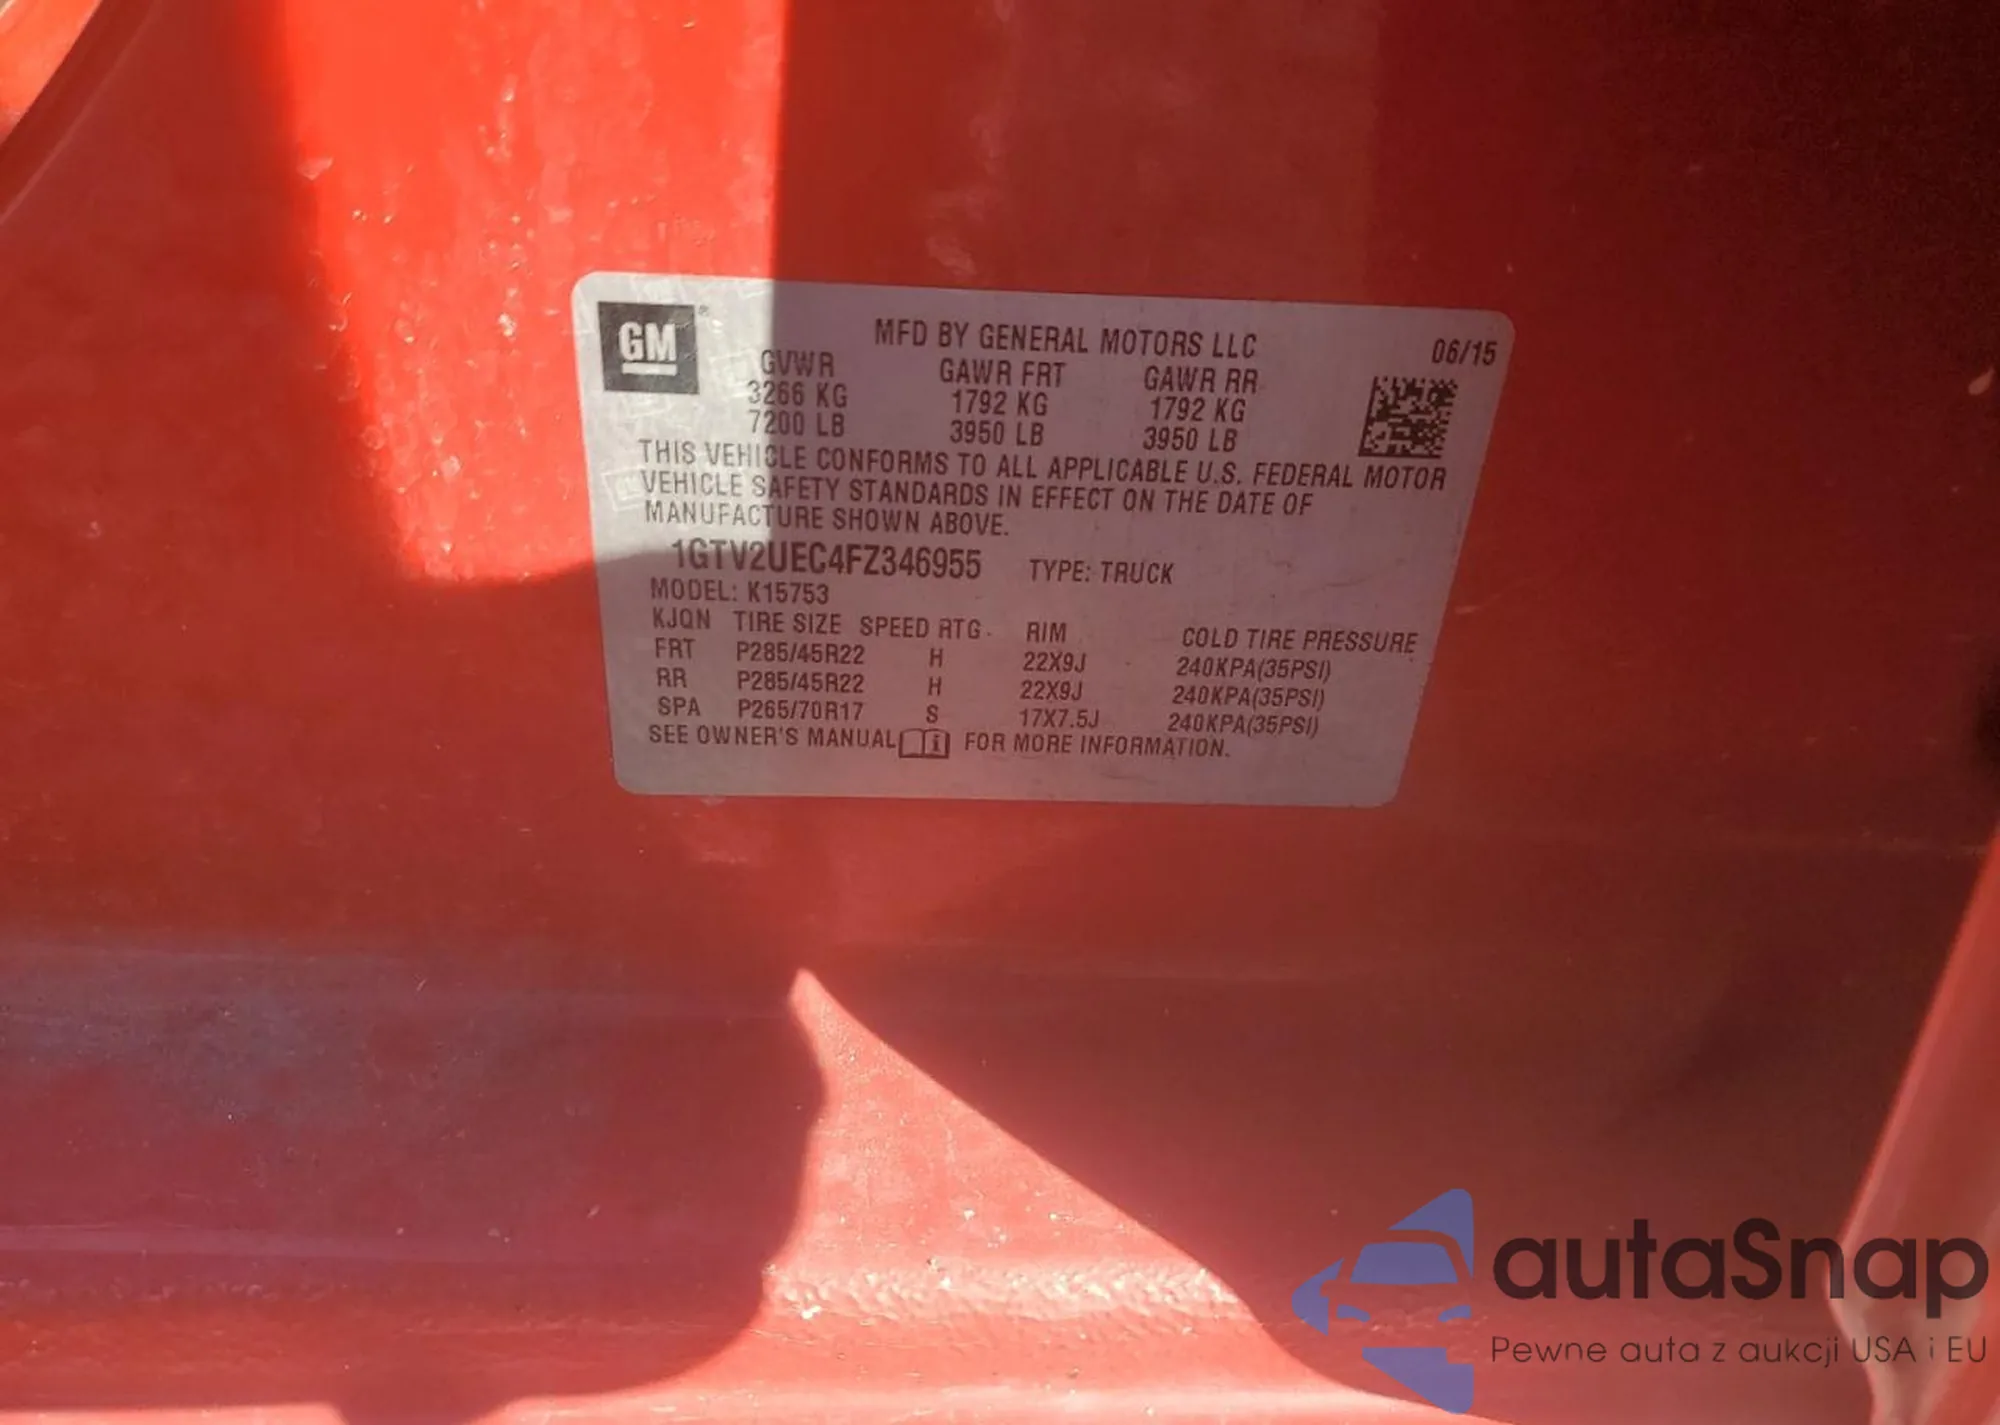 GM
MFD BY GENERAL MOTORS LLC 06/15
GVWR GAWR FRT GAWR RR
3266 KG 1792 KG 1792 KG
7200 LB 3950 LB 3950 LB
THIS VEHICLE CONFORMS TO ALL APPLICABLE U.S. FEDERAL MOTOR
VEHICLE SAFETY STANDARDS IN EFFECT ON THE DATE OF
MANUFACTURE SHOWN ABOVE.
1GTV2UEC4FZ346955 TYPE: TRUCK
MODEL: K15753
KJQN TIRE SIZE SPEED RTG RIM COLD TIRE PRESSURE
FRT P285/45R22 H 22X9J 240KPA(35PSI)
RR P285/45R22 H 22X9J 240KPA(35PSI)
SPA P265/70R17 S 17X7.5J 240KPA(35PSI)
SEE OWNER'S MANUAL FOR MORE INFORMATION.
autaSnap
Pewne auta z aukcji USA i EU